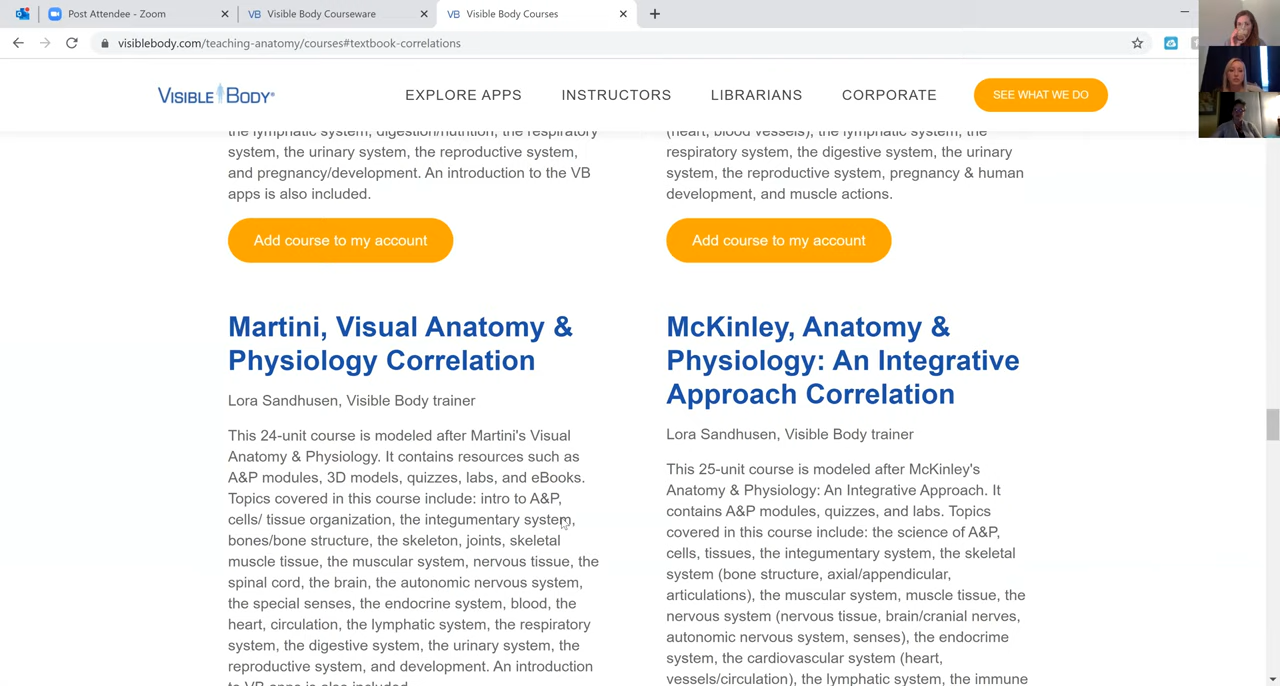 Post Attendee - Zoom
Visible Body Courseware
Visible Body Courses
visiblebody.com/teaching-anatomy/courses#textbook-correlations
VISIBLE BODY®
EXPLORE APPS
INSTRUCTORS
LIBRARIANS
CORPORATE
SEE WHAT WE DO
the lymphatic system, digestion/nutrition, the respiratory
system, the urinary system, the reproductive system,
and pregnancy/development. An introduction to the VB
apps is also included.
Add course to my account
(heart, blood vessels), the lymphatic system, the
respiratory system, the digestive system, the urinary
system, the reproductive system, pregnancy & human
development, and muscle actions.
Add course to my account
Martini, Visual Anatomy &
Physiology Correlation
Lora Sandhusen, Visible Body trainer
This 24-unit course is modeled after Martini's Visual
Anatomy & Physiology. It contains resources such as
A&P modules, 3D models, quizzes, labs, and eBooks.
Topics covered in this course include: intro to A&P,
cells/ tissue organization, the integumentary system,
bones/bone structure, the skeleton, joints, skeletal
muscle tissue, the muscular system, nervous tissue, the
spinal cord, the brain, the autonomic nervous system,
the special senses, the endocrine system, blood, the
heart, circulation, the lymphatic system, the respiratory
system, the digestive system, the urinary system, the
reproductive system, and development. An introduction
to VB apps is also included.
McKinley, Anatomy &
Physiology: An Integrative
Approach Correlation
Lora Sandhusen, Visible Body trainer
This 25-unit course is modeled after McKinley's
Anatomy & Physiology: An Integrative Approach. It
contains A&P modules, quizzes, and labs. Topics
covered in this course include: the science of A&P,
cells, tissues, the integumentary system, the skeletal
system (bone structure, axial/appendicular,
articulations), the muscular system, muscle tissue, the
nervous system (nervous tissue, brain/cranial nerves,
autonomic nervous system, senses), the endocrine
system, the cardiovascular system (heart,
vessels/circulation), the lymphatic system, the immune